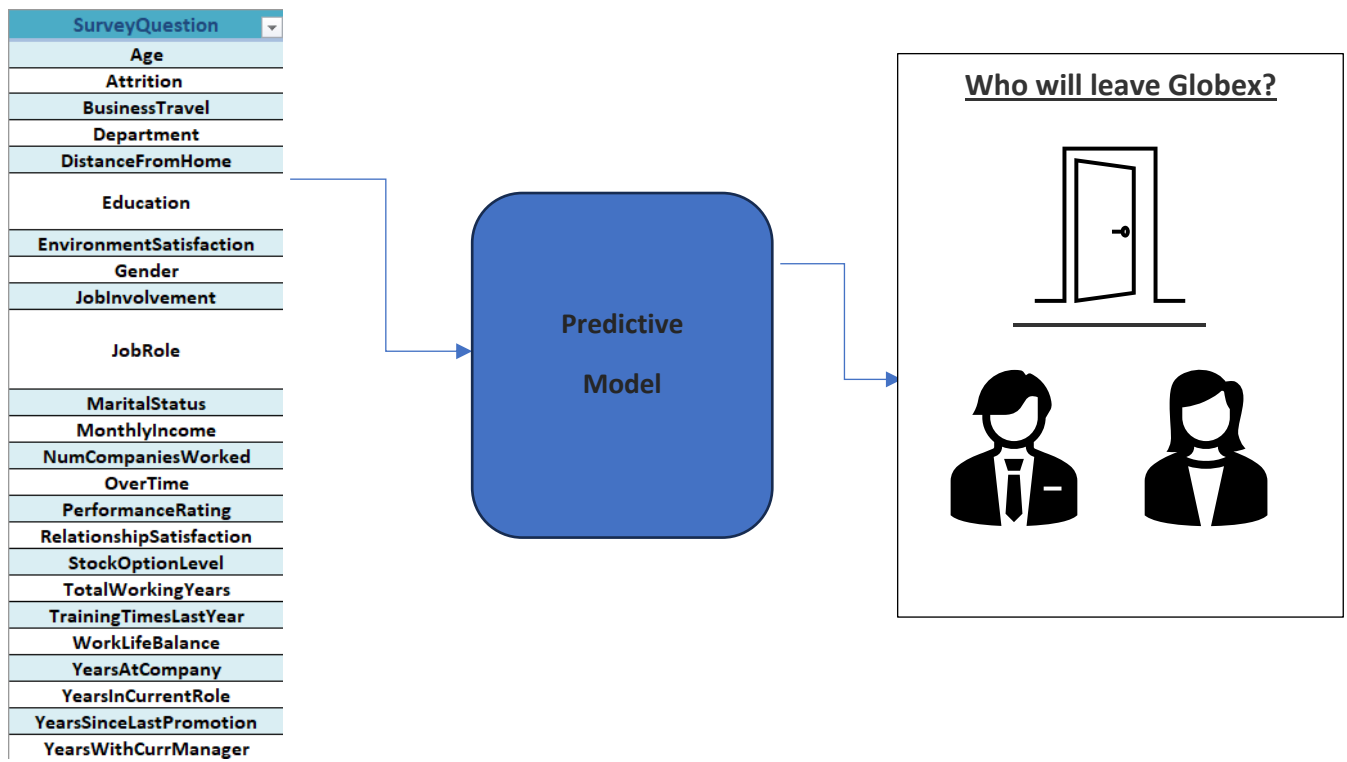 SurveyQuestion
Age
Attrition
BusinessTravel
Department
DistanceFromHome
Education
EnvironmentSatisfaction
Gender
JobInvolvement
JobRole
MaritalStatus
MonthlyIncome
NumCompaniesWorked
OverTime
PerformanceRating
RelationshipSatisfaction
StockOptionLevel
TotalWorkingYears
TrainingTimesLastYear
WorkLifeBalance
YearsAtCompany
YearsInCurrentRole
YearsSinceLastPromotion
YearsWithCurrManager
Predictive
Model
Who will leave Globex?